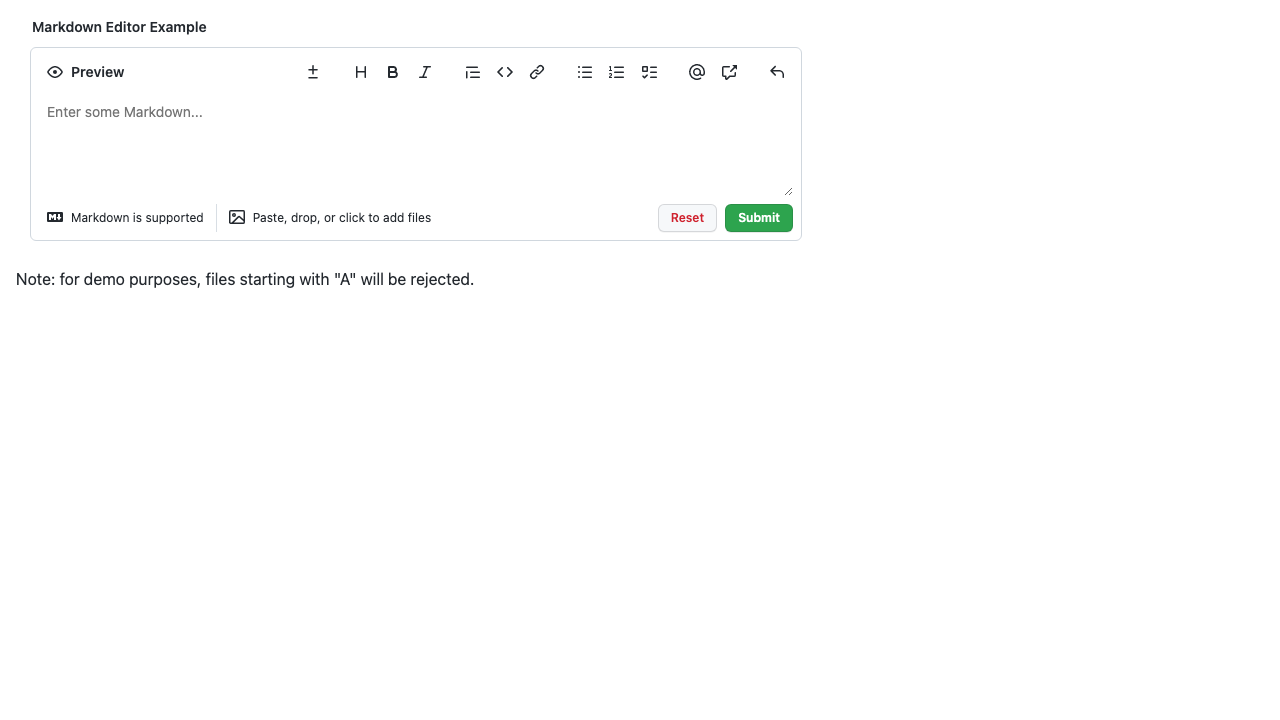 Markdown Editor Example
Preview
Enter some Markdown...
Markdown is supported
Paste, drop, or click to add files
Reset
Submit
Note: for demo purposes, files starting with "A" will be rejected.